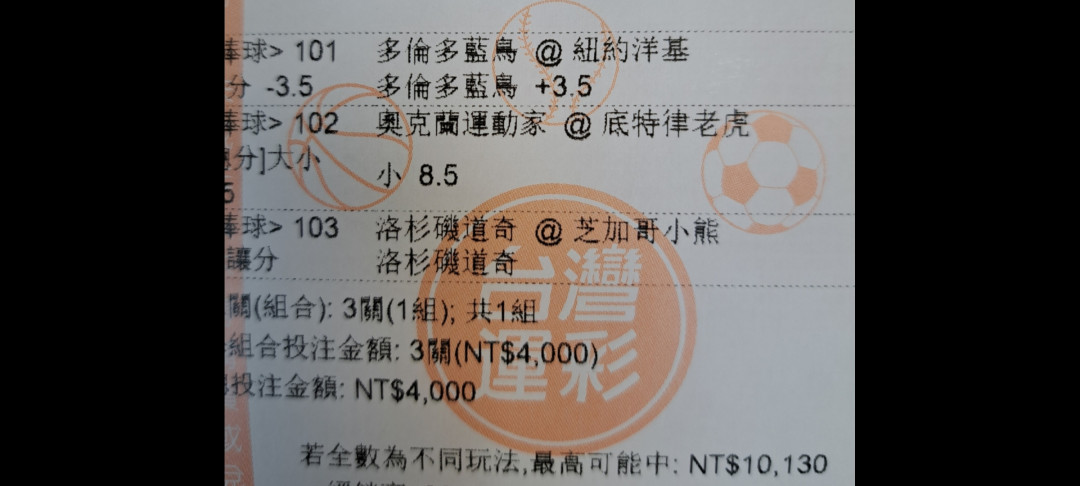 棒球> 101 多倫多藍鳥 @ 紐約洋基
分 -3.5 多倫多藍鳥 +3.5
棒球> 102 奧克蘭運動家 @ 底特律老虎
分]大小
小 8.5
5
棒球> 103 洛杉磯道奇 @ 芝加哥小熊
讓分 洛杉磯道奇
台灣
運彩
關(組合): 3關(1組); 共1組
組合投注金額: 3關(NT$4,000)
投注金額: NT$4,000
若全數為不同玩法,最高可能中: NT$10,130